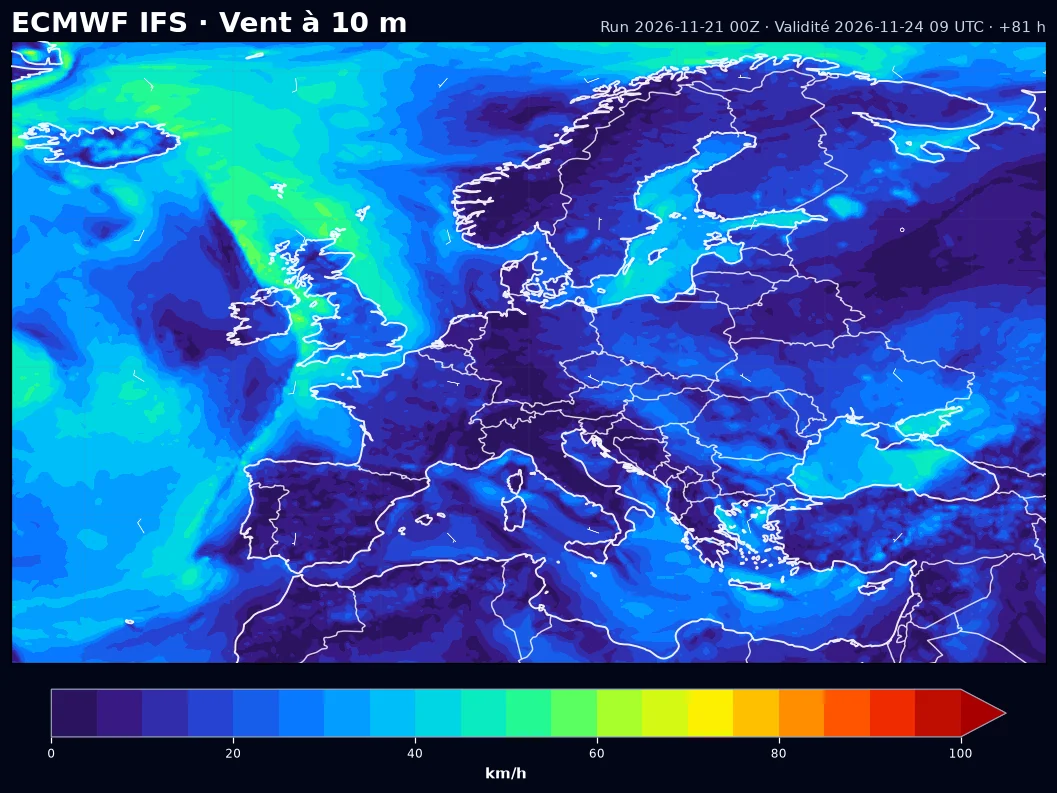 ECMWF IFS · Vent à 10 m
Run 2026-11-21 00Z · Validité 2026-11-24 09 UTC · +81 h
0 20 40 60 80 100
km/h